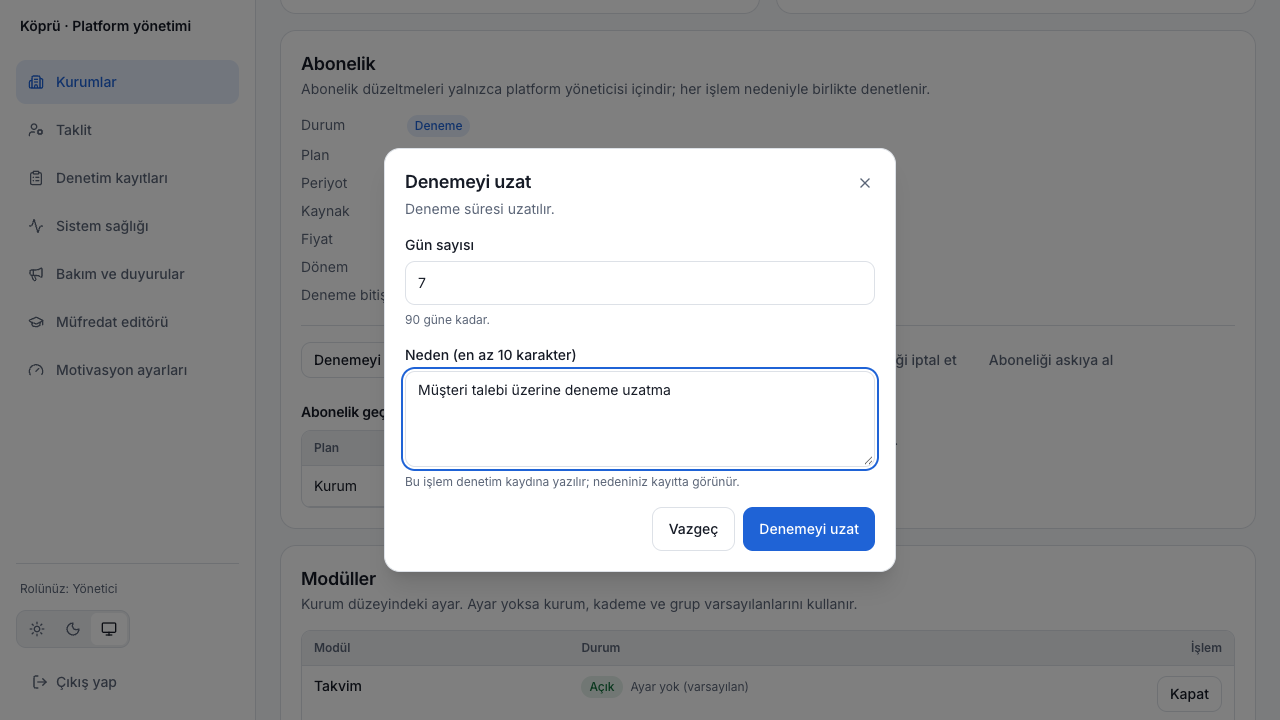 Köprü · Platform yönetimi
Kurumlar
Taklit
Denetim kayıtları
Sistem sağlığı
Bakım ve duyurular
Müfredat editörü
Motivasyon ayarları
Rolünüz: Yönetici
Çıkış yap
Abonelik
Abonelik düzeltmeleri yalnızca platform yöneticisi içindir; her işlem nedeniyle birlikte denetlenir.
Durum Deneme
Plan
Periyot
Kaynak
Fiyat
Dönem
Deneme
Denemeyi iptal et Aboneliği askıya al
Abonelik
Plan
Kurum
Denemeyi uzat
Deneme süresi uzatılır.
Gün sayısı
7
90 güne kadar.
Neden (en az 10 karakter)
Müşteri talebi üzerine deneme uzatma
Bu işlem denetim kaydına yazılır; nedeniniz kayıtta görünür.
Vazgeç Denemeyi uzat
Modüller
Kurum düzeyindeki ayar. Ayar yoksa kurum, kademe ve grup varsayılanlarını kullanır.
Modül Durum İşlem
Takvim Açık Ayar yok (varsayılan) Kapat